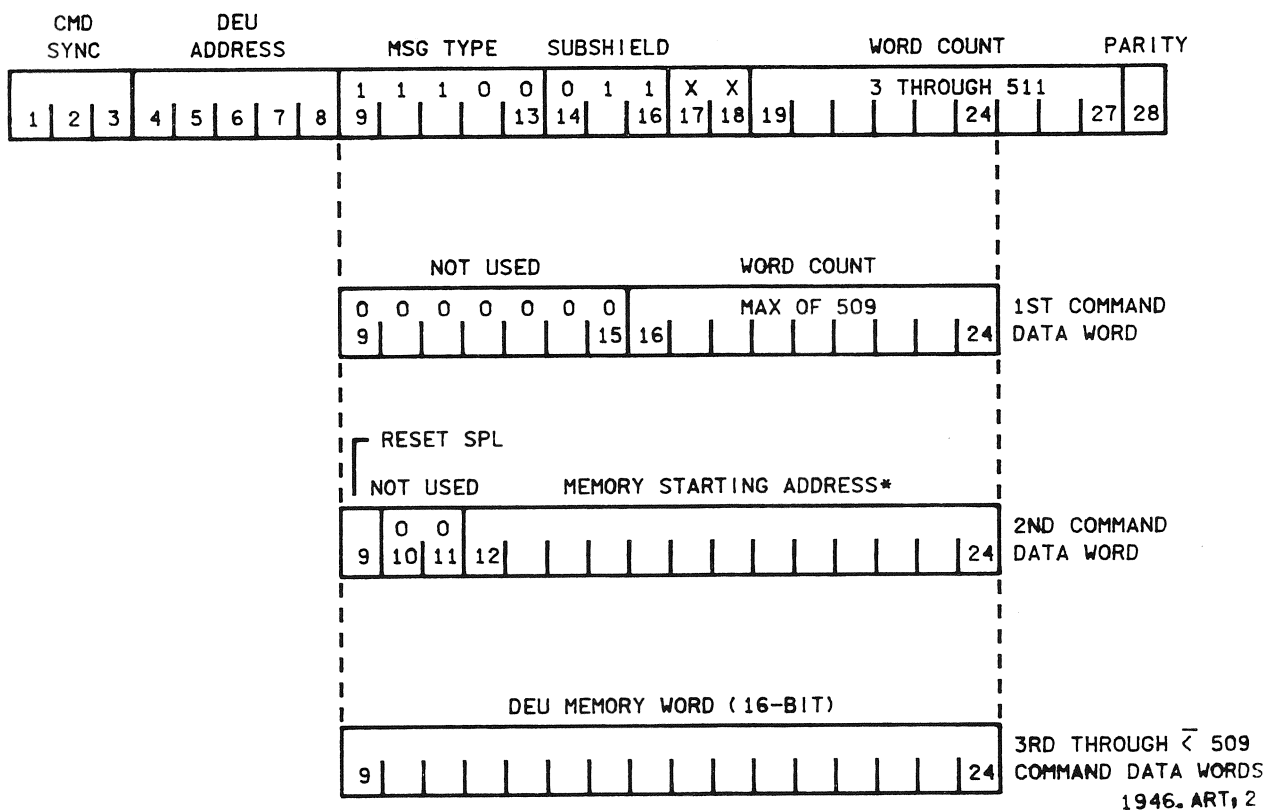 CMD SYNC
DEU ADDRESS
MSG TYPE
SUBSHIELD
WORD COUNT
PARITY
1 1 1 0 0 0 1 1 X X 3 THROUGH 511
1 2 3 4 5 6 7 8 9 13 14 16 17 18 19 24 27 28
NOT USED
WORD COUNT
0 0 0 0 0 0 0 MAX OF 509
9 15 16 24
1ST COMMAND
DATA WORD
RESET SPL
NOT USED
MEMORY STARTING ADDRESS*
0 0
9 10 11 12 24
2ND COMMAND
DATA WORD
DEU MEMORY WORD (16-BIT)
9 24
3RD THROUGH ⋜ 509
COMMAND DATA WORDS
1946. ART, 2